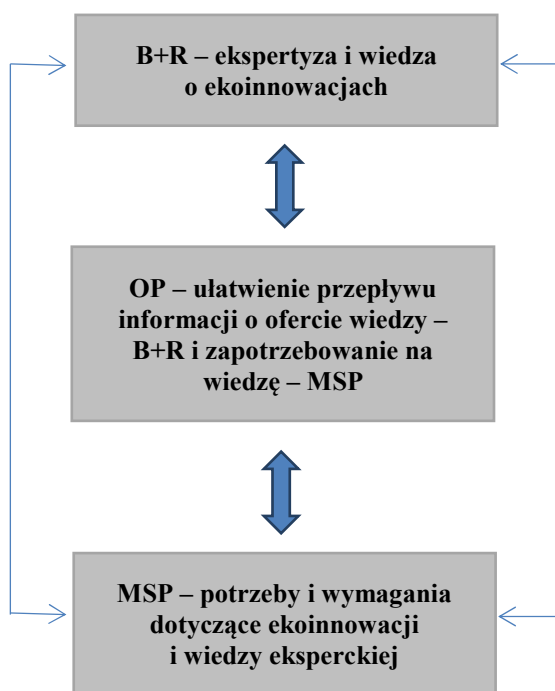 B+R – ekspertyza i wiedza
o ekoinnowacjach
OP – ułatwienie przepływu
informacji o ofercie wiedzy –
B+R i zapotrzebowanie na
wiedzę – MSP
MSP – potrzeby i wymagania
dotyczące ekoinnowacji
i wiedzy eksperckiej